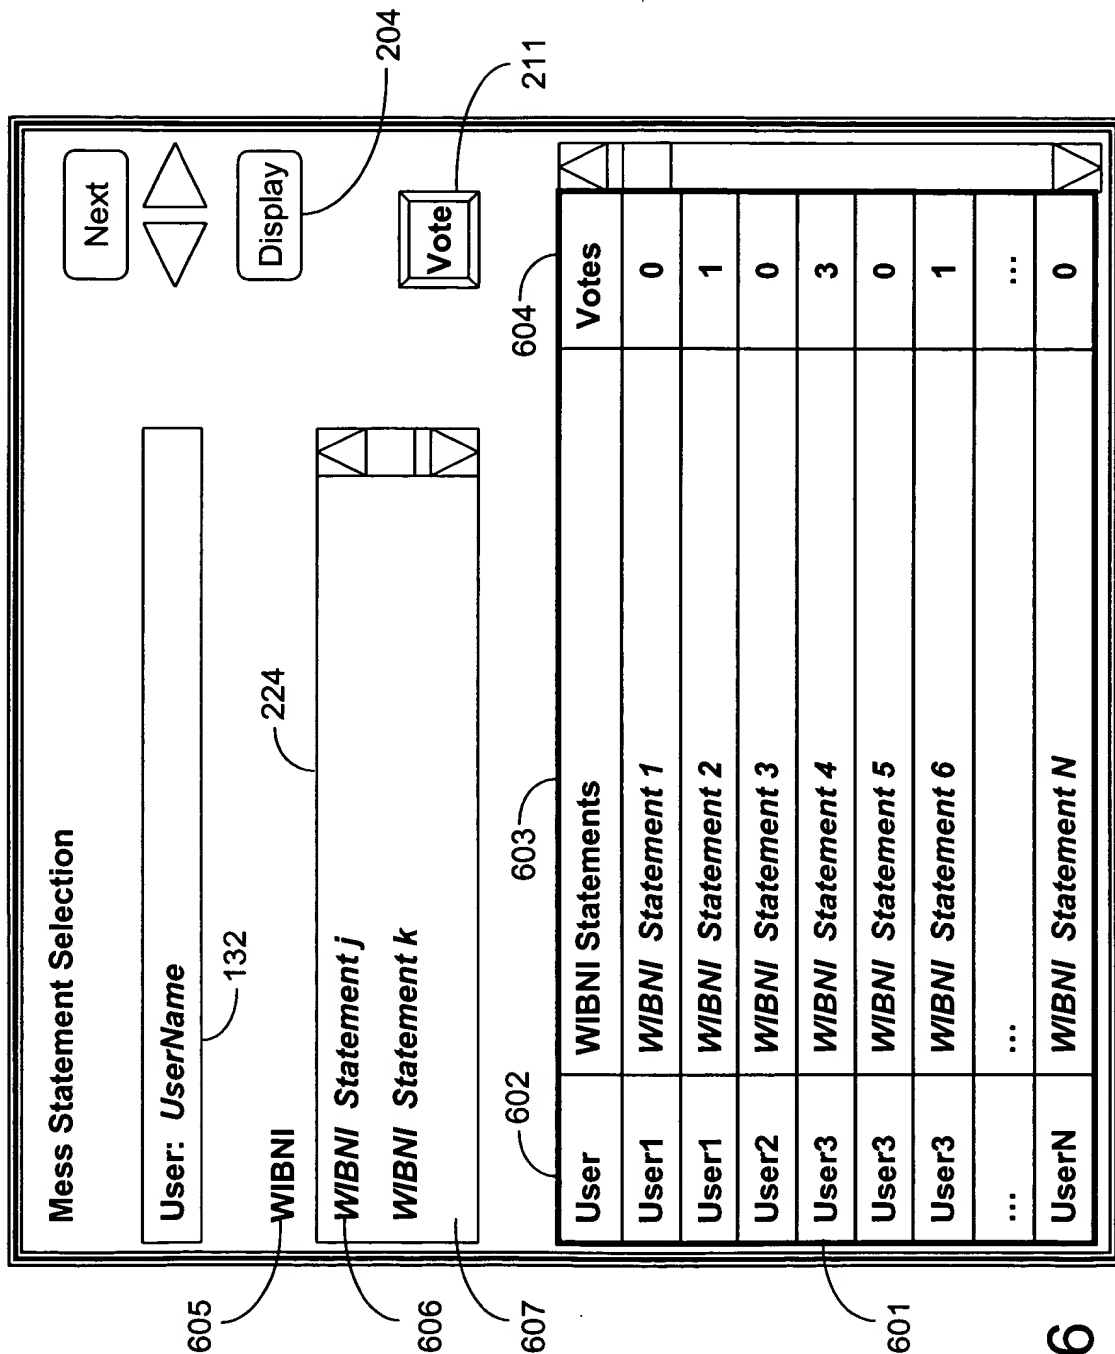 Mess Statement Selection
Next
User: UserName
132
Display
204
605
WIBNI
224
606
WIBNI Statement j
WIBNI Statement k
607
Vote
211
602
603
604
User WIBNI Statements Votes
User1 WIBNI Statement 1 0
User1 WIBNI Statement 2 1
User2 WIBNI Statement 3 0
User3 WIBNI Statement 4 3
User3 WIBNI Statement 5 0
User3 WIBNI Statement 6 1
... ... ...
UserN WIBNI Statement N 0
601
6